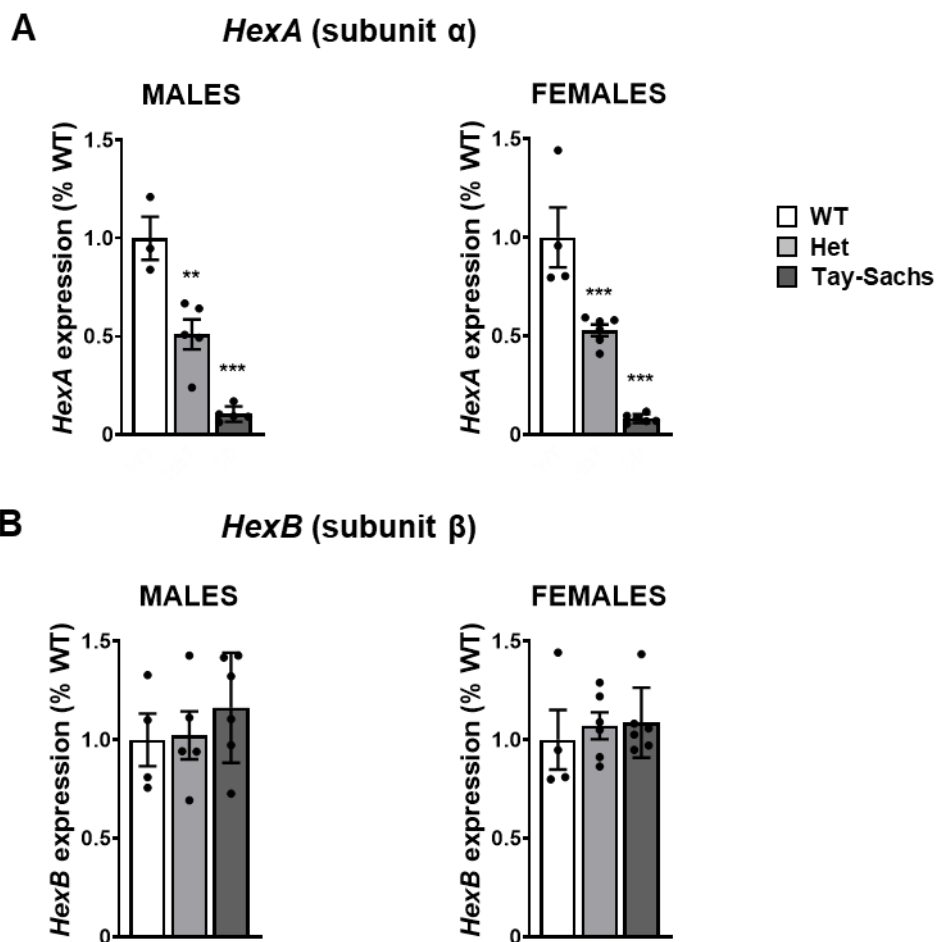 A
HexA (subunit α)
MALES
FEMALES
HexA expression (% WT)
1.5
1.0
0.5
0
**
***
HexA expression (% WT)
1.5
1.0
0.5
0
***
***
WT
Het
Tay-Sachs
B
HexB (subunit β)
MALES
FEMALES
HexB expression (% WT)
1.5
1.0
0.5
0
HexB expression (% WT)
1.5
1.0
0.5
0